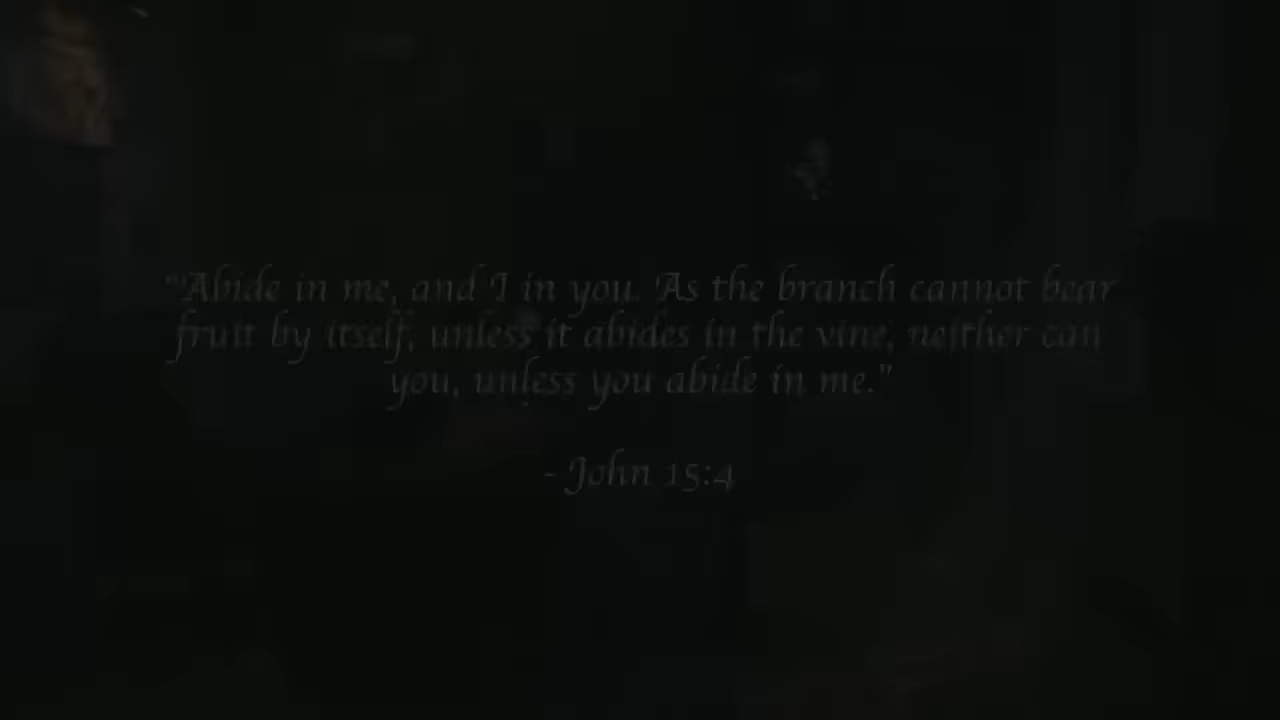 "Abide in me, and I in you. As the branch cannot bear
fruit by itself, unless it abides in the vine, neither can
you, unless you abide in me."
- John 15:4